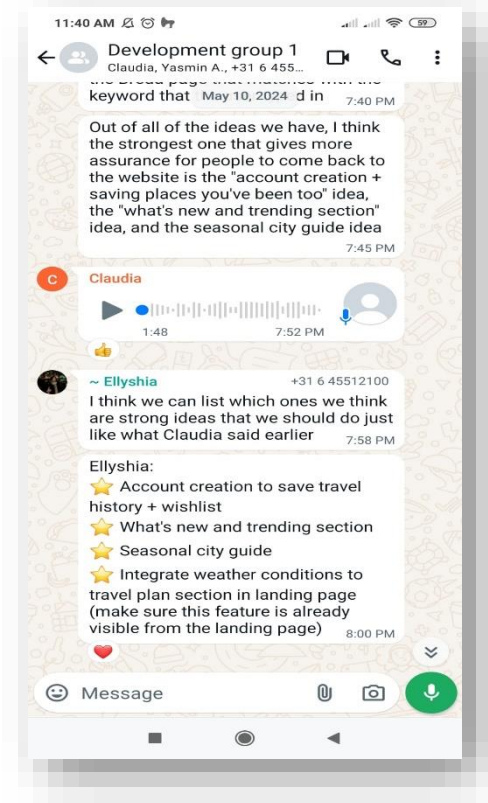 11:40 AM
59
Development group 1
Claudia, Yasmin A., +31 6 455...
keyword that
May 10, 2024
d in
7:40 PM
Out of all of the ideas we have, I think
the strongest one that gives more
assurance for people to come back to
the website is the "account creation +
saving places you've been too" idea,
the "what's new and trending section"
idea, and the seasonal city guide idea
7:45 PM
C
Claudia
1:48
7:52 PM
~ Ellyshia
+31 6 45512100
I think we can list which ones we think
are strong ideas that we should do just
like what Claudia said earlier
7:58 PM
Ellyshia:
⭐ Account creation to save travel
history + wishlist
⭐ What's new and trending section
⭐ Seasonal city guide
⭐ Integrate weather conditions to
travel plan section in landing page
(make sure this feature is already
visible from the landing page)
8:00 PM
Message